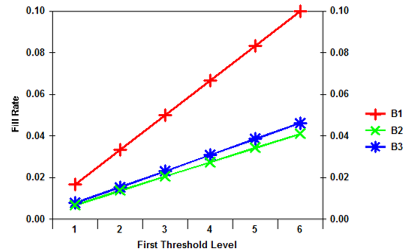 0.10 0.10
0.08 0.08
0.06 0.06
0.04 0.04
0.02 0.02
0.00 0.00
Fill Rate
1 2 3 4 5 6
First Threshold Level
B1
B2
B3